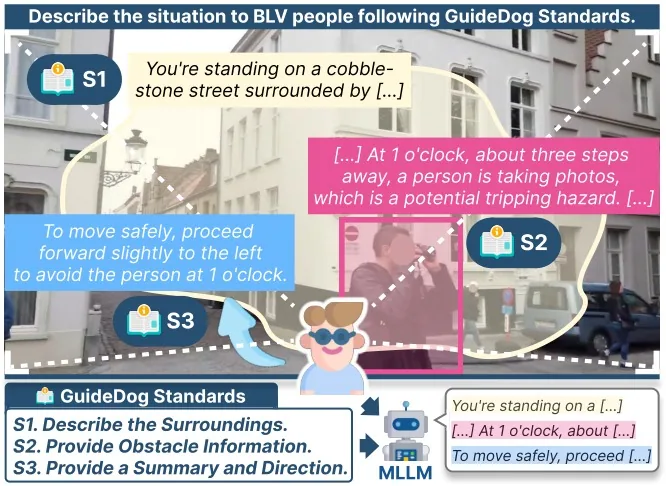 Describe the situation to BLV people following GuideDog Standards.
S1
You're standing on a cobble-
stone street surrounded by [...]
[...] At 1 o'clock, about three steps
away, a person is taking photos,
which is a potential tripping hazard. [...]
To move safely, proceed
forward slightly to the left
to avoid the person at 1 o'clock.
S2
S3
GuideDog Standards
S1. Describe the Surroundings.
S2. Provide Obstacle Information.
S3. Provide a Summary and Direction.
MLLM
You're standing on a [...]
[...] At 1 o'clock, about [...]
To move safely, proceed [...]